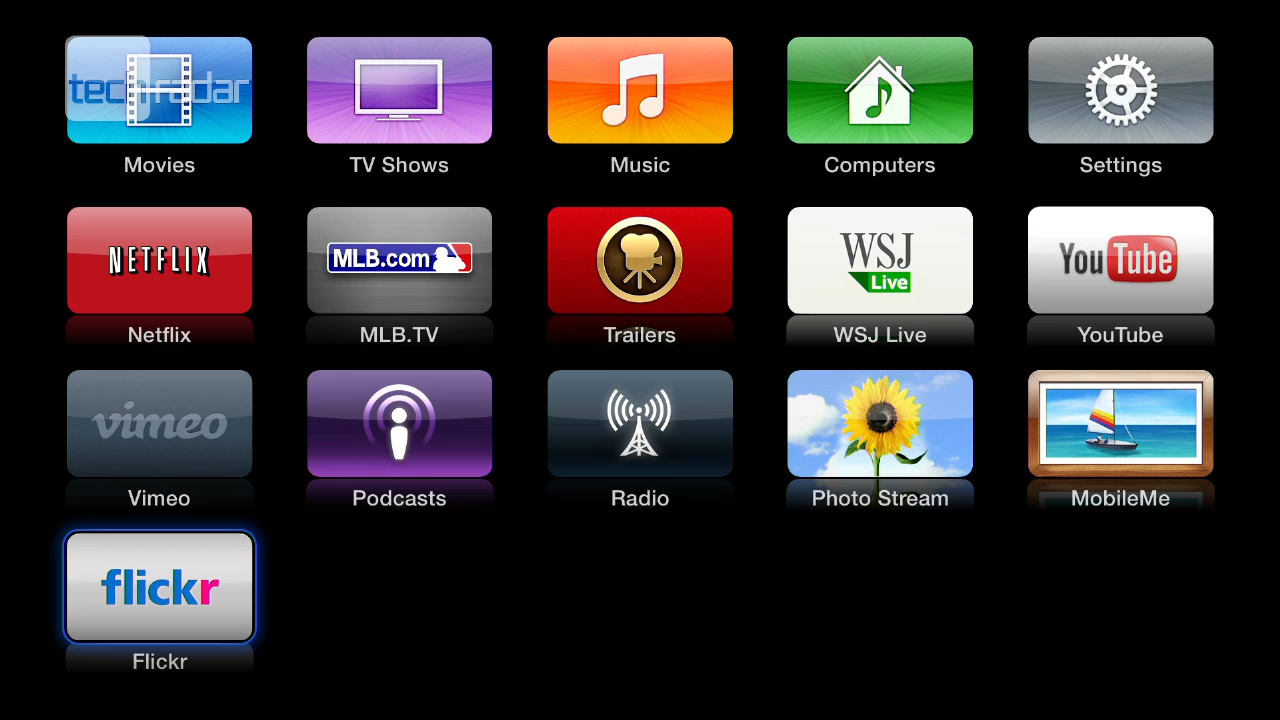 techradar
Movies
TV Shows
Music
Computers
Settings
NETFLIX
MLB.com
WSJ
Live
YouTube
Netflix
MLB.TV
Trailers
WSJ Live
YouTube
vimeo
Vimeo
Podcasts
Radio
Photo Stream
MobileMe
flickr
Flickr